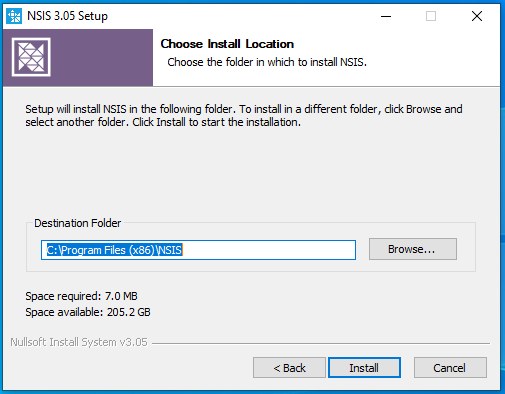 NSIS 3.05 Setup
Choose Install Location
Choose the folder in which to install NSIS.
Setup will install NSIS in the following folder. To install in a different folder, click Browse and
select another folder. Click Install to start the installation.
Destination Folder
C:\Program Files (x86)\NSIS
Browse...
Space required: 7.0 MB
Space available: 205.2 GB
Nullsoft Install System v3.05
< Back
Install
Cancel